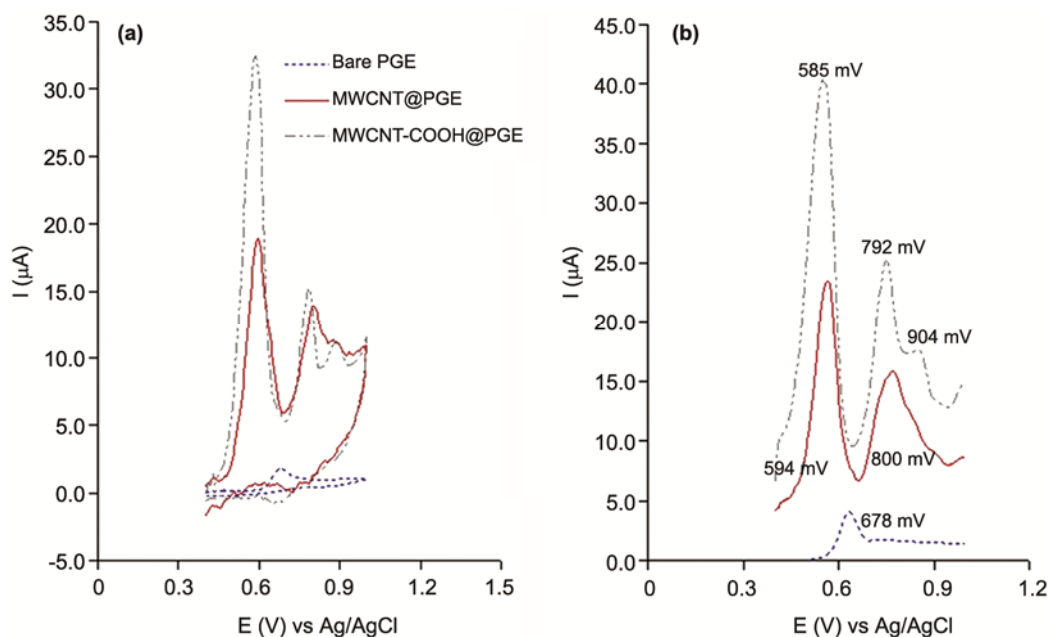 (a)
35.0
30.0
25.0
20.0
15.0
10.0
5.0
0.0
-5.0
I (μA)
Bare PGE
MWCNT@PGE
MWCNT-COOH@PGE
0
0.3
0.6
0.9
1.2
1.5
E (V) vs Ag/AgCl
(b)
45.0
40.0
35.0
30.0
25.0
20.0
15.0
10.0
5.0
0.0
I (μA)
585 mV
792 mV
904 mV
594 mV
800 mV
678 mV
0
0.3
0.6
0.9
1.2
E (V) vs Ag/AgCl